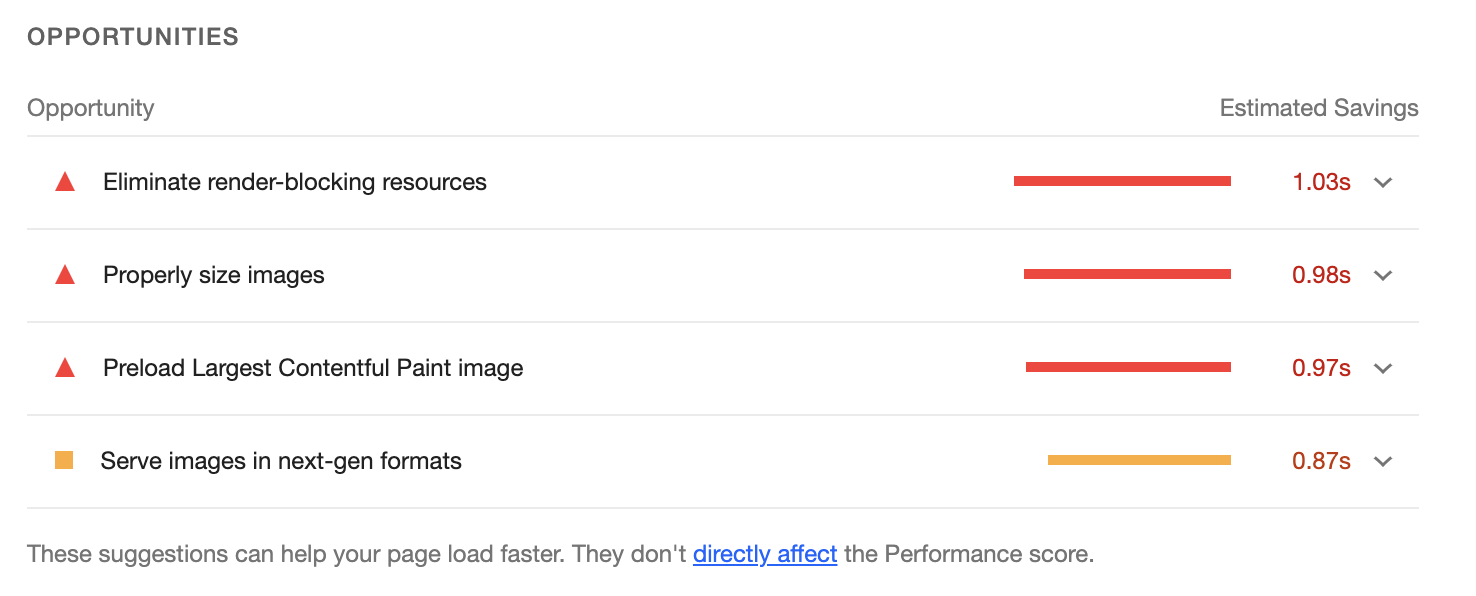 OPPORTUNITIES
Opportunity Estimated Savings
Eliminate render-blocking resources 1.03s
Properly size images 0.98s
Preload Largest Contentful Paint image 0.97s
Serve images in next-gen formats 0.87s
These suggestions can help your page load faster. They don't directly affect the Performance score.